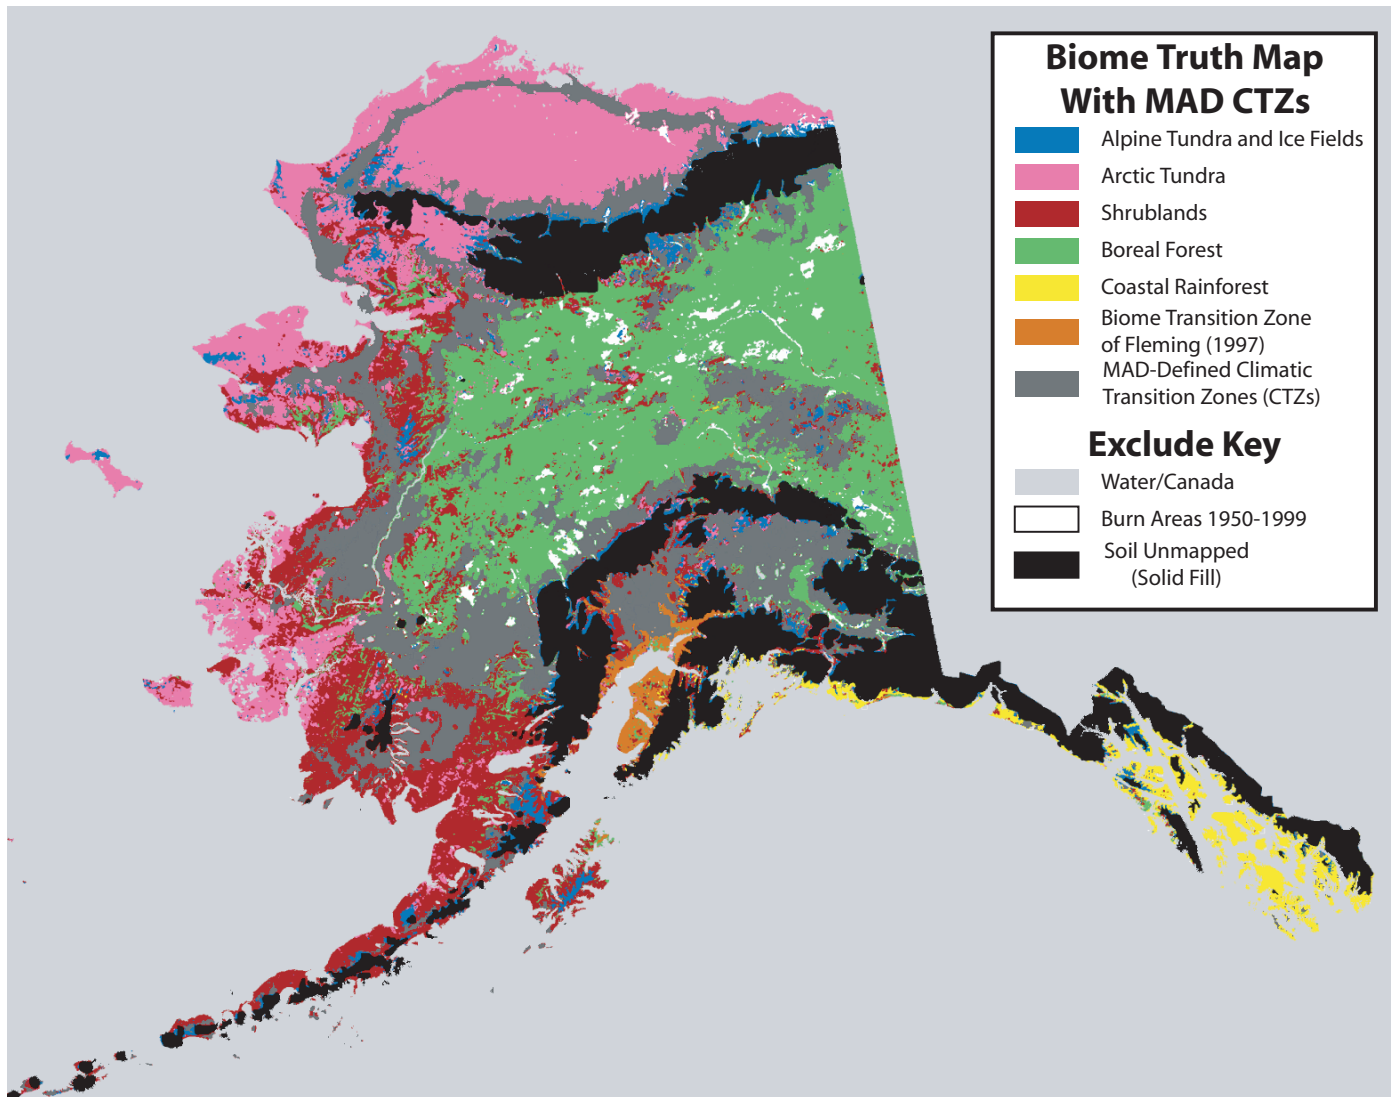 Biome Truth Map
With MAD CTZs
Alpine Tundra and Ice Fields
Arctic Tundra
Shrublands
Boreal Forest
Coastal Rainforest
Biome Transition Zone
of Fleming (1997)
MAD-Defined Climatic
Transition Zones (CTZs)
Exclude Key
Water/Canada
Burn Areas 1950-1999
Soil Unmapped
(Solid Fill)